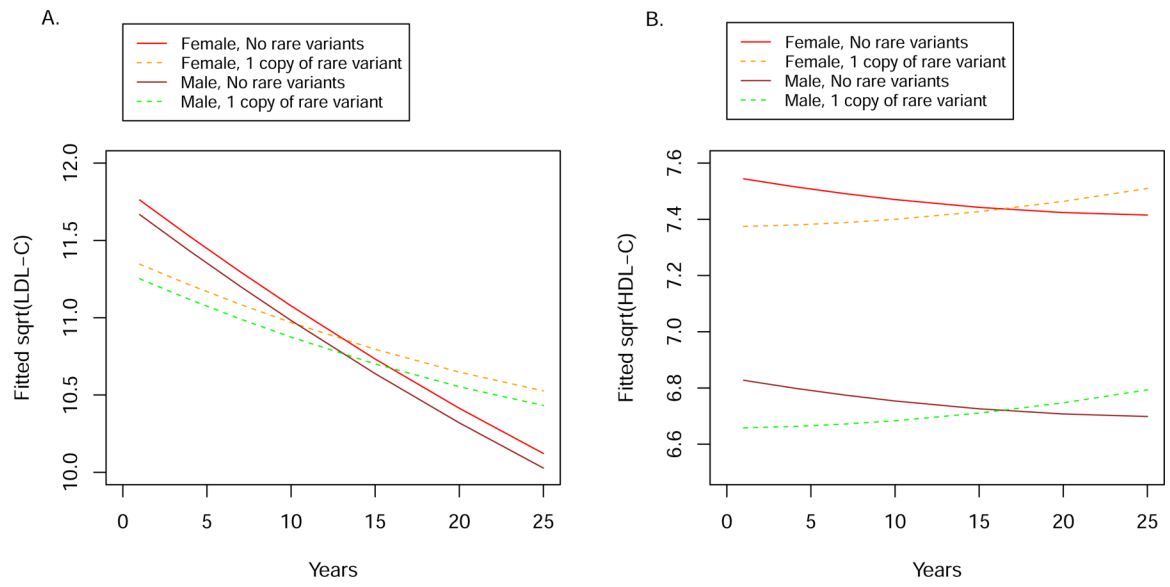 A.
Female, No rare variants
Female, 1 copy of rare variant
Male, No rare variants
Male, 1 copy of rare variant
Fitted sqrt(LDL−C)
12.0
11.5
11.0
10.5
10.0
0 5 10 15 20 25
Years
B.
Female, No rare variants
Female, 1 copy of rare variant
Male, No rare variants
Male, 1 copy of rare variant
Fitted sqrt(HDL−C)
7.6
7.4
7.2
7.0
6.8
6.6
0 5 10 15 20 25
Years